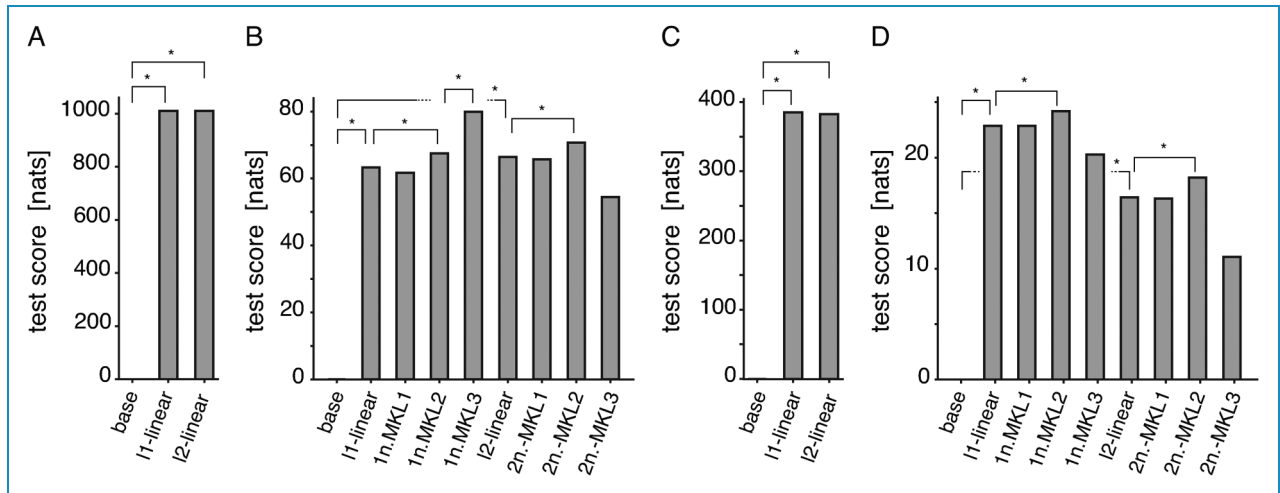 A
B
C
D
*
*
test score [nats]
1000
800
600
400
200
0
base
l1-linear
l2-linear
*
*
*
*
*
test score [nats]
80
60
40
20
0
base
l1-linear
1n.MKL1
1n.MKL2
1n.MKL3
l2-linear
2n.-MKL1
2n.-MKL2
2n.-MKL3
*
*
test score [nats]
400
300
200
100
0
base
l1-linear
l2-linear
*
*
*
*
test score [nats]
20
10
0
base
l1-linear
1n.MKL1
1n.MKL2
1n.MKL3
l2-linear
2n.-MKL1
2n.-MKL2
2n.-MKL3